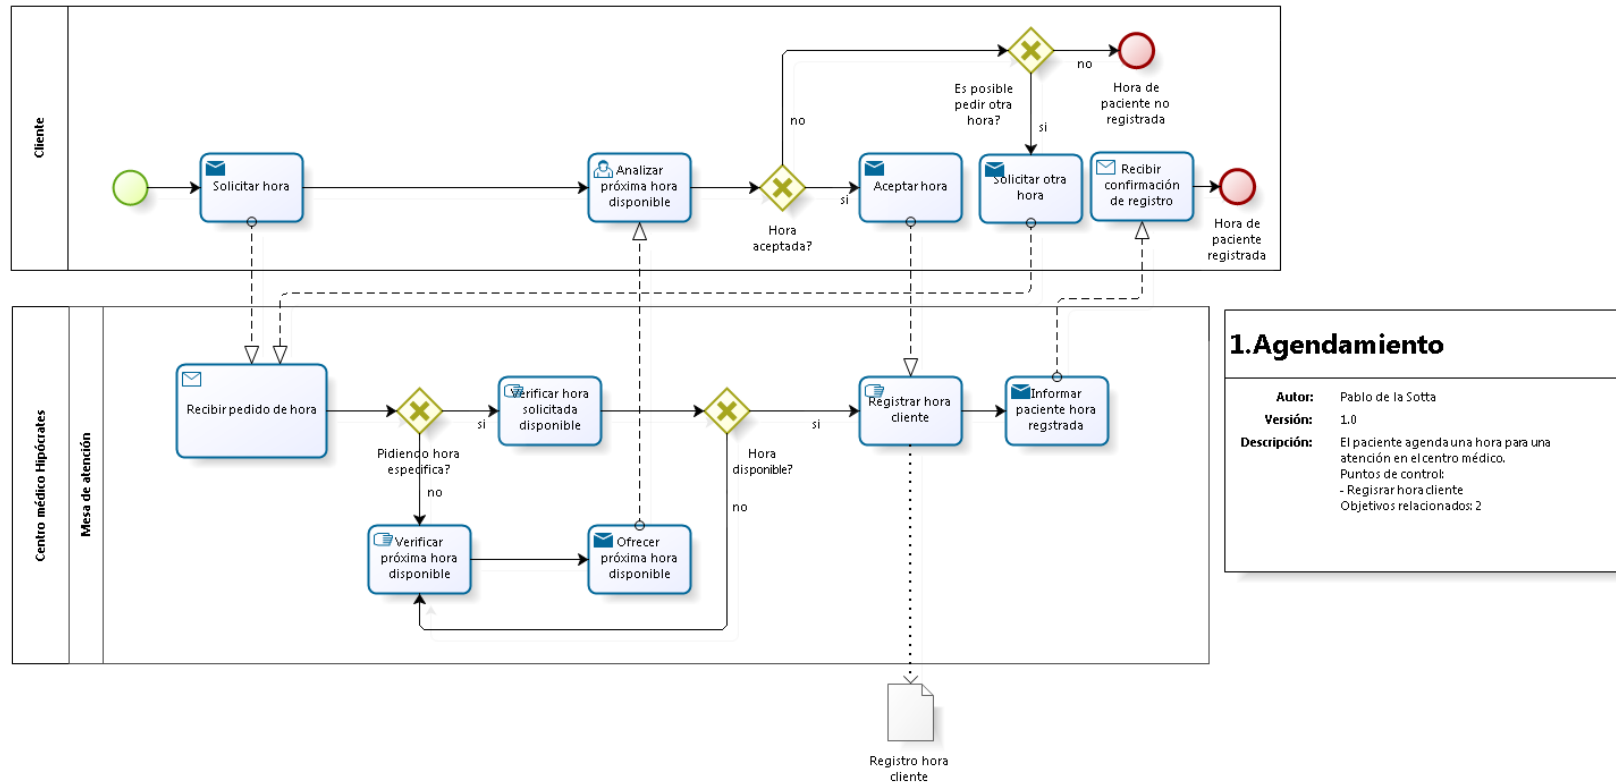 Cliente
Solicitar hora
Analizar
próxima hora
disponible
Hora
aceptada?
no
si
Aceptar hora
Es posible
pedir otra
hora?
no
si
Hora de
paciente no
registrada
Solicitar otra
hora
Recibir
confirmación
de registro
Hora de
paciente
registrada
Centro médico Hipócrates
Mesa de atención
Recibir pedido de hora
Pidiendo hora
especifica?
si
no
Verificar hora
solicitada
disponible
Hora
disponible?
si
no
Registrar hora
cliente
Informar
paciente hora
regstrada
Verificar
próxima hora
disponible
Ofrecer
próxima hora
disponible
Registro hora
cliente
1.Agendamiento
Autor: Pablo de la Sotta
Versión: 1.0
Descripción: El paciente agenda una hora para una
atención en el centro médico.
Puntos de control:
- Regisrar hora cliente
Objetivos relacionados: 2